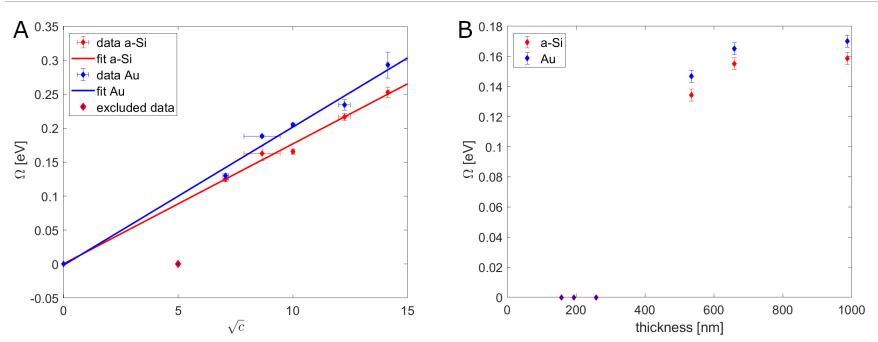 A
0.35
0.3
0.25
0.2
0.15
0.1
0.05
0
-0.05
Ω [eV]
data a-Si
fit a-Si
data Au
fit Au
excluded data
0
5
10
15
√c
B
0.18
0.16
0.14
0.12
0.1
0.08
0.06
0.04
0.02
0
Ω [eV]
a-Si
Au
0
200
400
600
800
1000
thickness [nm]